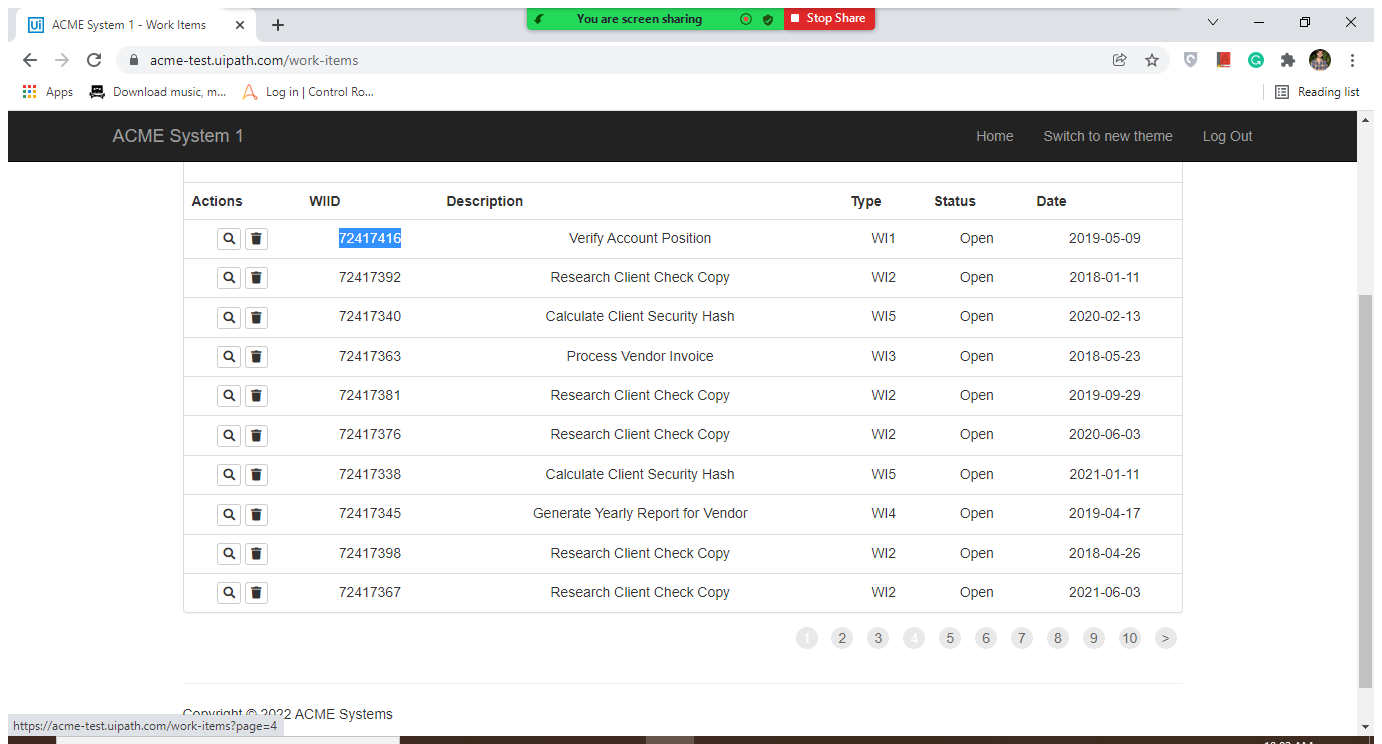 ACME System 1 - Work Items
You are screen sharing
Stop Share
acme-test.uipath.com/work-items
Apps Download music, m... Log in | Control Ro... Reading list
ACME System 1 Home Switch to new theme Log Out
Actions WIID Description Type Status Date
72417416 Verify Account Position WI1 Open 2019-05-09
72417392 Research Client Check Copy WI2 Open 2018-01-11
72417340 Calculate Client Security Hash WI5 Open 2020-02-13
72417363 Process Vendor Invoice WI3 Open 2018-05-23
72417381 Research Client Check Copy WI2 Open 2019-09-29
72417376 Research Client Check Copy WI2 Open 2020-06-03
72417338 Calculate Client Security Hash WI5 Open 2021-01-11
72417345 Generate Yearly Report for Vendor WI4 Open 2019-04-17
72417398 Research Client Check Copy WI2 Open 2018-04-26
72417367 Research Client Check Copy WI2 Open 2021-06-03
1 2 3 4 5 6 7 8 9 10 >
Copyright © 2022 ACME Systems
https://acme-test.uipath.com/work-items?page=4